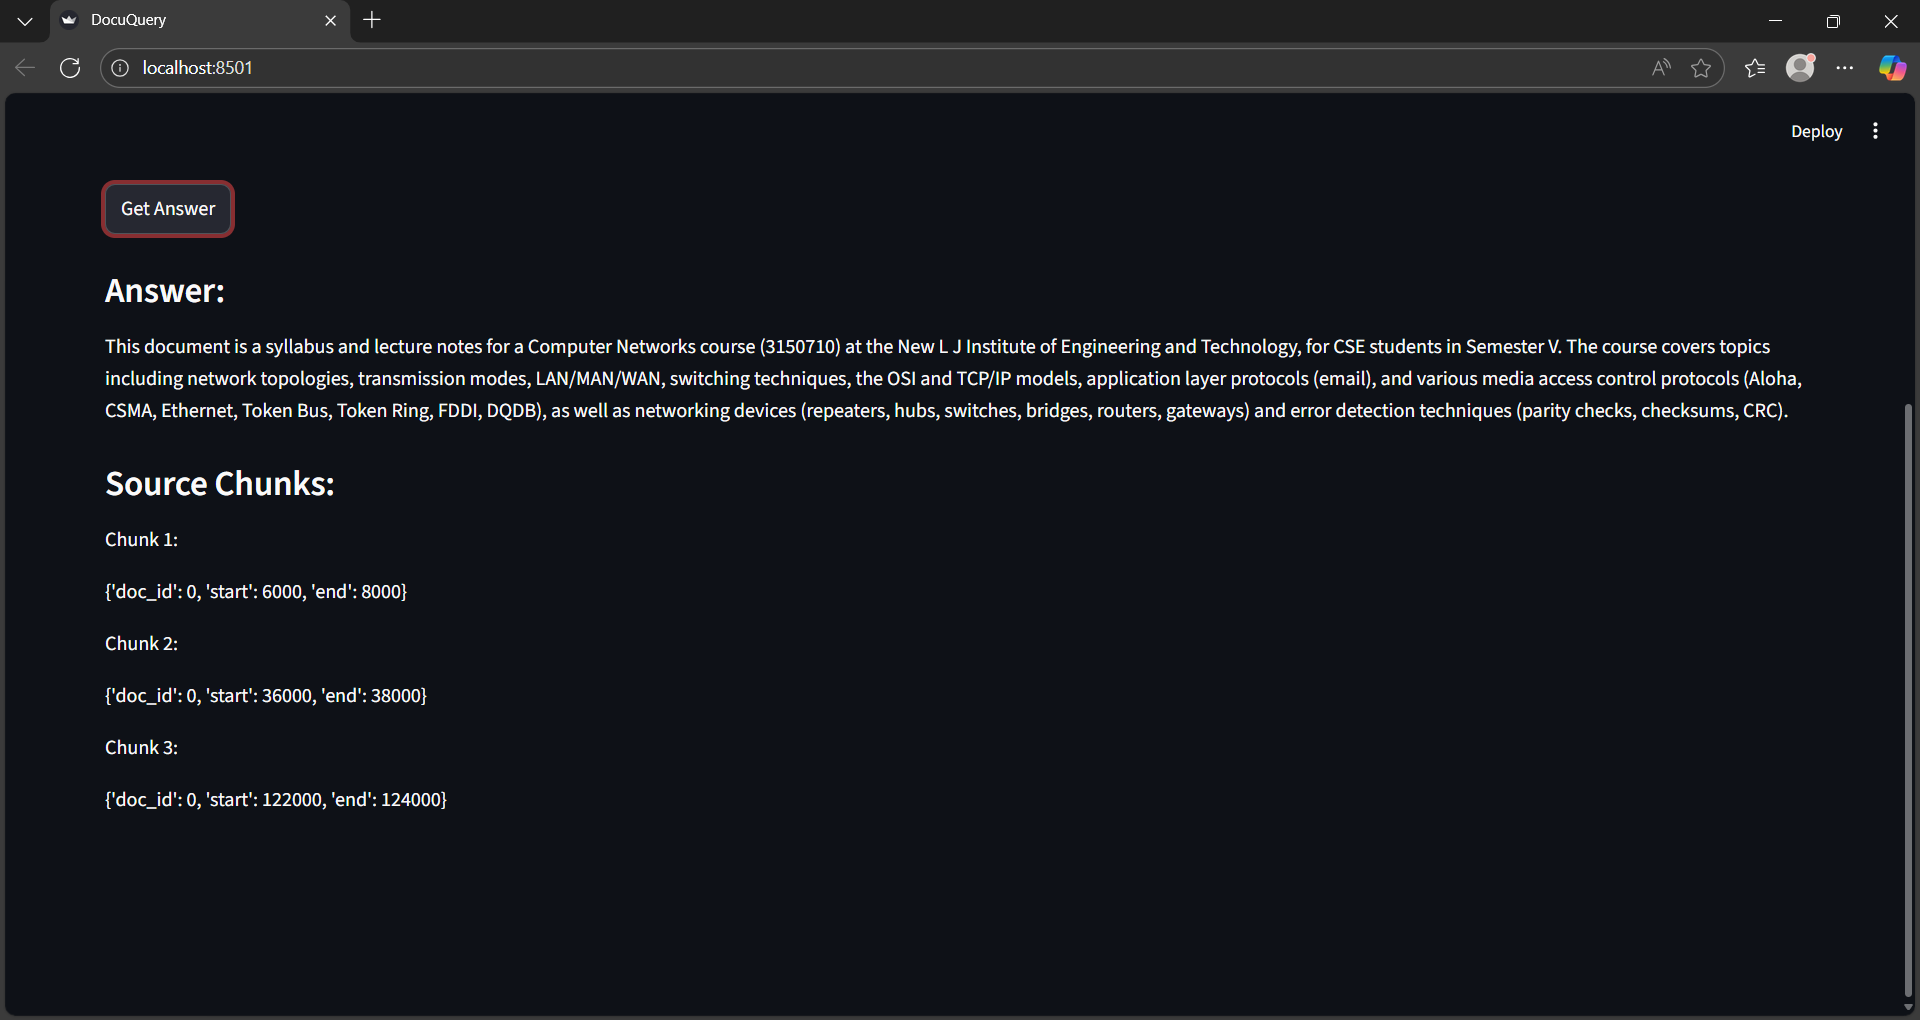 DocuQuery
localhost:8501
Deploy
Get Answer
Answer:
This document is a syllabus and lecture notes for a Computer Networks course (3150710) at the New L J Institute of Engineering and Technology, for CSE students in Semester V. The course covers topics
including network topologies, transmission modes, LAN/MAN/WAN, switching techniques, the OSI and TCP/IP models, application layer protocols (email), and various media access control protocols (Aloha,
CSMA, Ethernet, Token Bus, Token Ring, FDDI, DQDB), as well as networking devices (repeaters, hubs, switches, bridges, routers, gateways) and error detection techniques (parity checks, checksums, CRC).
Source Chunks:
Chunk 1:
{'doc_id': 0, 'start': 6000, 'end': 8000}
Chunk 2:
{'doc_id': 0, 'start': 36000, 'end': 38000}
Chunk 3:
{'doc_id': 0, 'start': 122000, 'end': 124000}